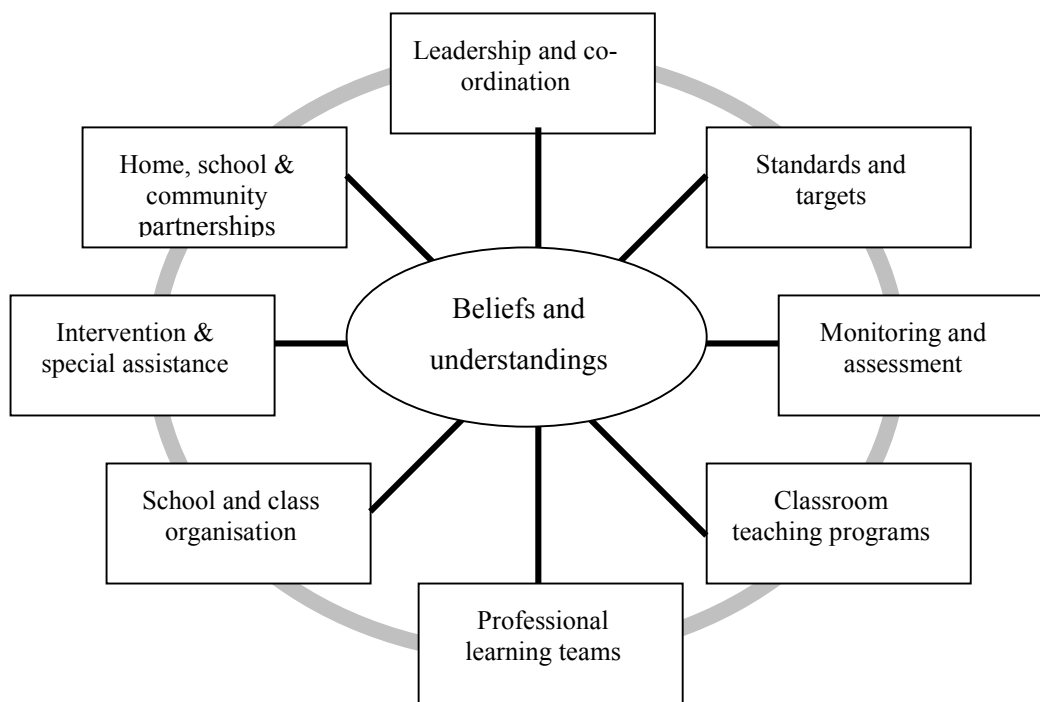 Leadership and co-
ordination
Home, school &
community
partnerships
Standards and
targets
Beliefs and
understandings
Intervention &
special assistance
Monitoring and
assessment
School and class
organisation
Classroom
teaching programs
Professional
learning teams